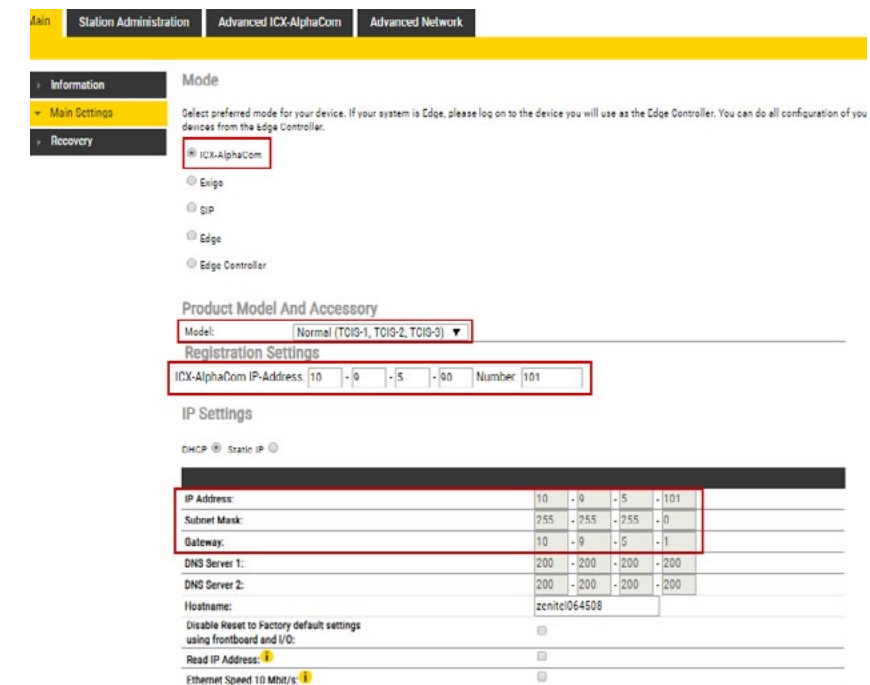 Main Station Administration Advanced ICX-AlphaCom Advanced Network
Information
Main Settings
Recovery
Mode
Select preferred mode for your device. If your system is Edge, please log on to the device you will use as the Edge Controller. You can do all configuration of you
devices from the Edge Controller.
ICX-AlphaCom
Exigo
SIP
Edge
Edge Controller
Product Model And Accessory
Model: Normal (TCIS-1, TCIS-2, TCIS-3) ▼
Registration Settings
ICX-AlphaCom IP-Address: 10 - 9 - 5 - 90 Number 101
IP Settings
DHCP Static IP
IP Address: 10 - 9 - 5 - 101
Subnet Mask: 255 - 255 - 255 - 0
Gateway: 10 - 9 - 5 - 1
DNS Server 1: 200 - 200 - 200 - 200
DNS Server 2: 200 - 200 - 200 - 200
Hostname: zenitel064508
Disable Reset to Factory default settings
using frontboard and I/O:
Read IP Address: i
Ethernet Speed 10 Mbit/s: i